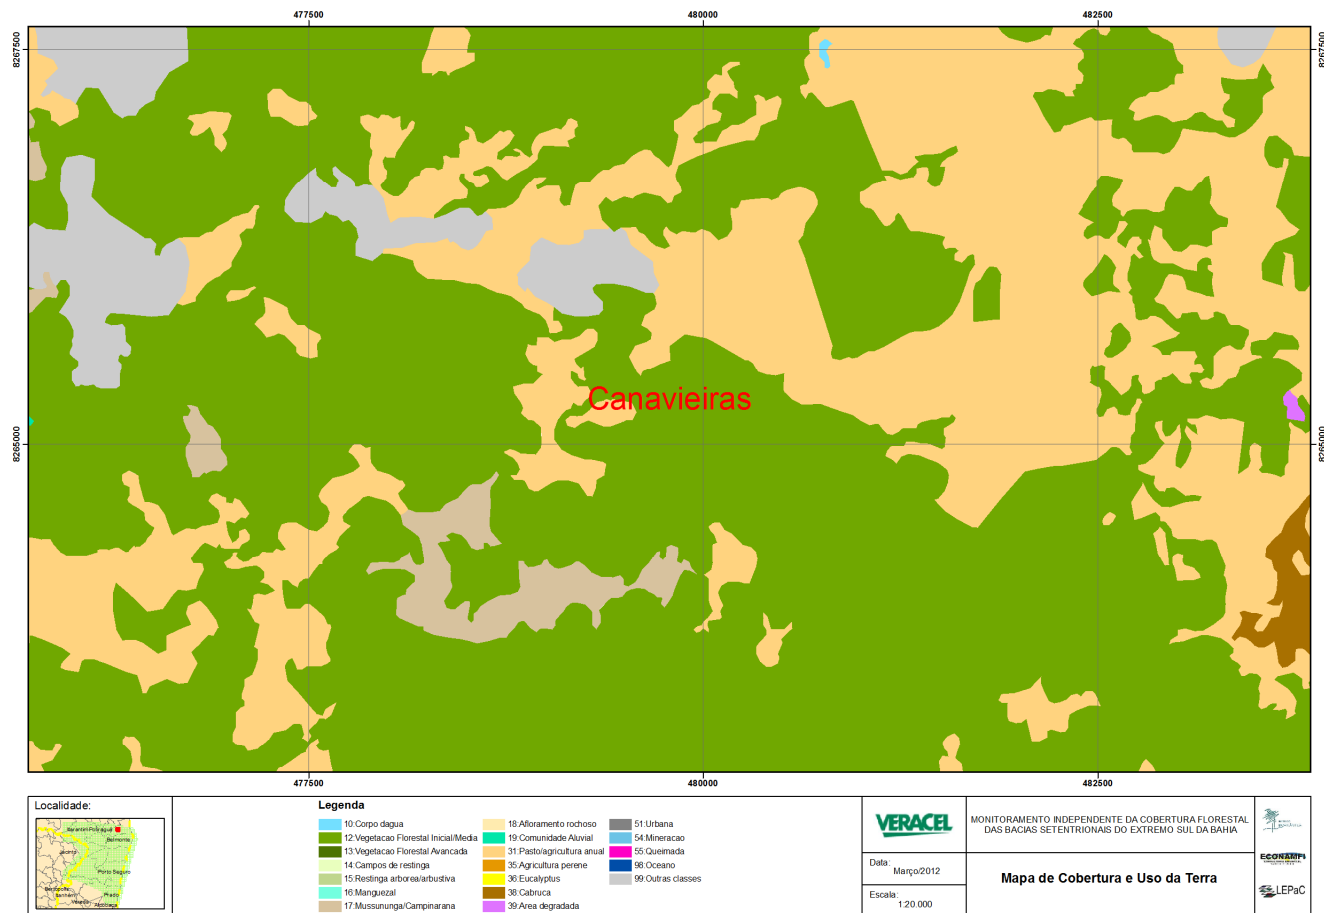 477500
480000
482500
8267500
8267500
Canavieiras
8265000
8265000
477500
480000
482500
Localidade:
Belmonte
Porto Seguro
Prado
Legenda
10:Corpo dagua
12:Vegetacao Florestal Inicial/Media
13:Vegetacao Florestal Avancada
14:Campos de restinga
15:Restinga arborea/arbustiva
16:Manguezal
17:Mussununga/Campinarana
18:Afloramento rochoso
19:Comunidade Aluvial
31:Pasto/agricultura anual
35:Agricultura perene
36:Eucalyptus
38:Cabruca
39:Area degradada
51:Urbana
54:Mineracao
55:Queimada
98:Oceano
99:Outras classes
VERACEL
Data:
Março/2012
Escala:
1:20.000
MONITORAMENTO INDEPENDENTE DA COBERTURA FLORESTAL
DAS BACIAS SETENTRIONAIS DO EXTREMO SUL DA BAHIA
Mapa de Cobertura e Uso da Terra
LEPaC